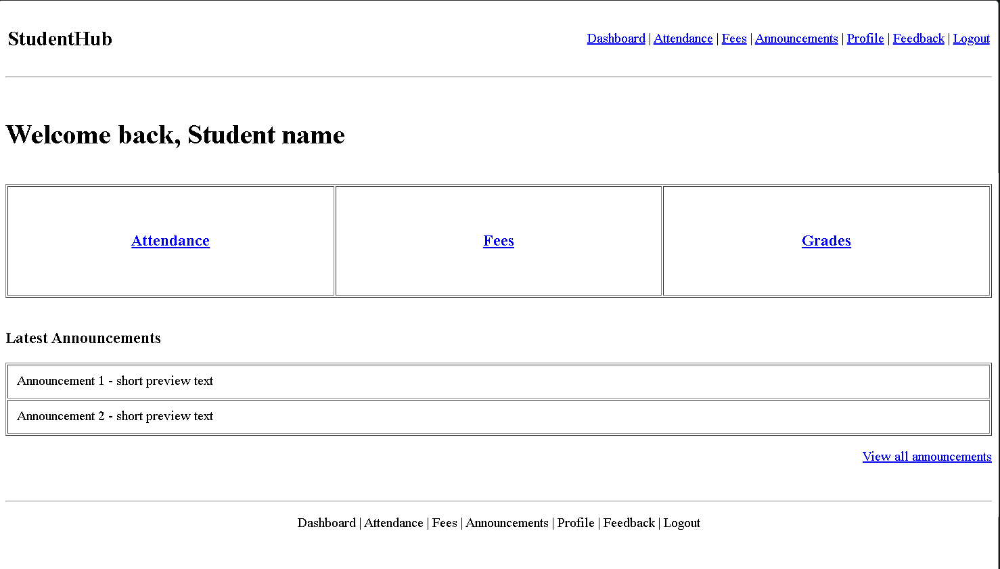 StudentHub
Dashboard | Attendance | Fees | Announcements | Profile | Feedback | Logout
Welcome back, Student name
Attendance
Fees
Grades
Latest Announcements
Announcement 1 - short preview text
Announcement 2 - short preview text
View all announcements
Dashboard | Attendance | Fees | Announcements | Profile | Feedback | Logout